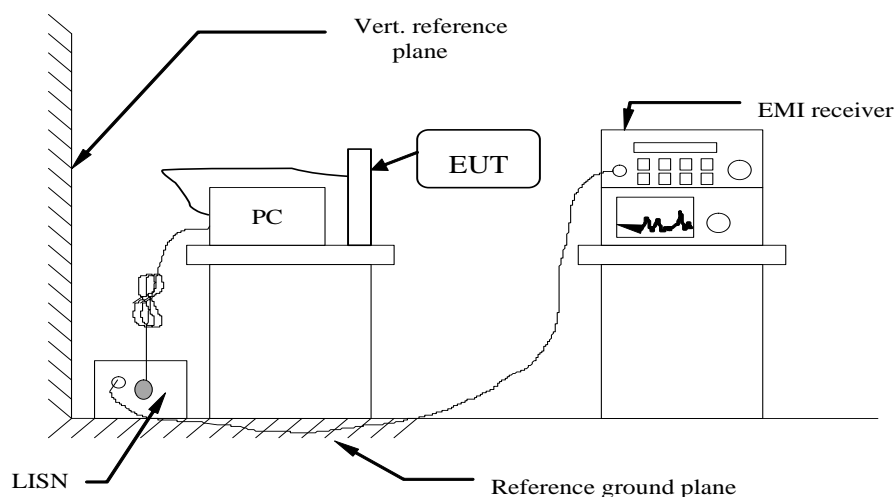 Vert. reference
plane
EMI receiver
EUT
PC
LISN
Reference ground plane